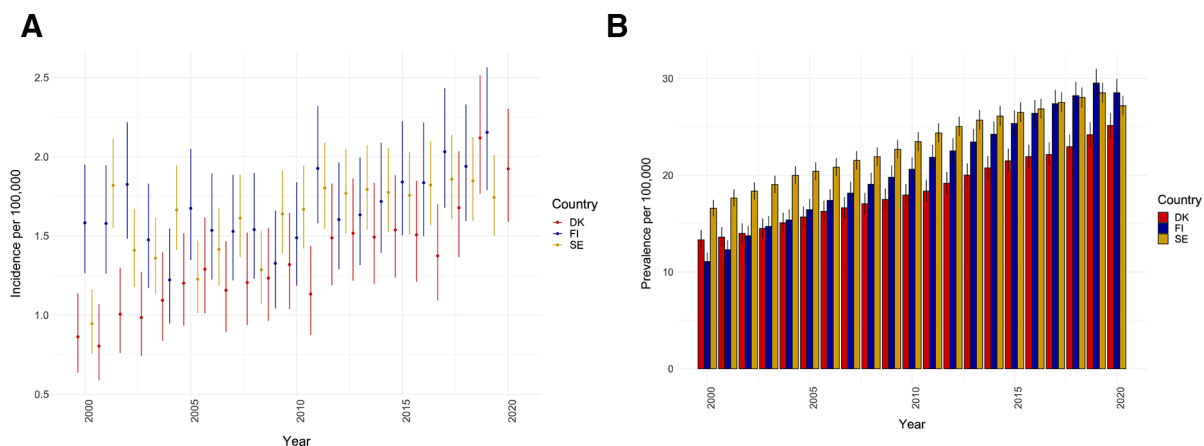 A
Incidence per 100,000
2.5
2.0
1.5
1.0
0.5
2000
2005
2010
2015
2020
Year
Country
DK
FI
SE
B
Prevalence per 100,000
30
20
10
0
2000
2005
2010
2015
2020
Year
Country
DK
FI
SE